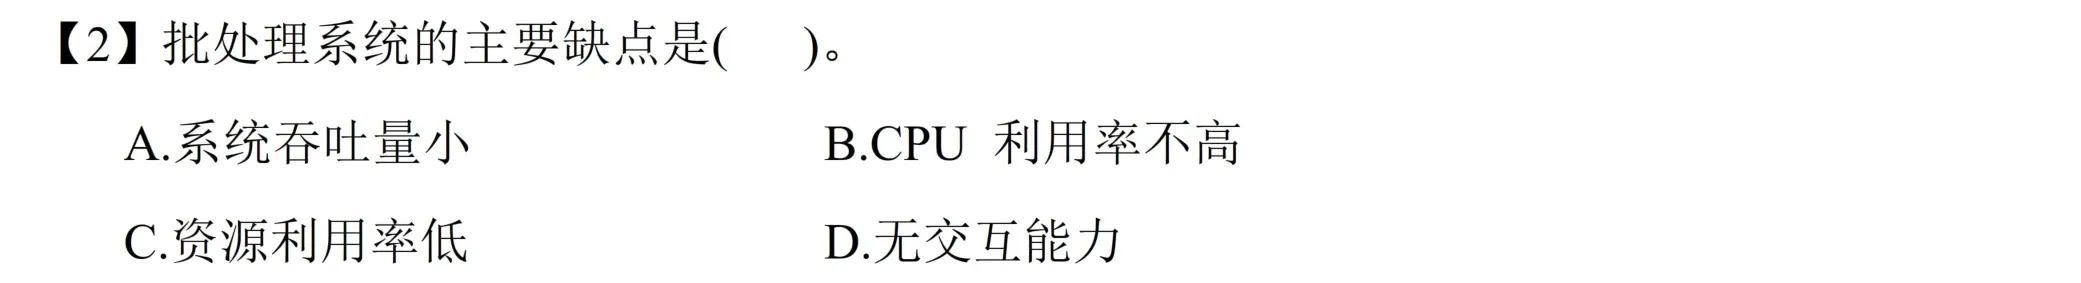 【2】批处理系统的主要缺点是(      )。
A.系统吞吐量小                B.CPU 利用率不高
C.资源利用率低                D.无交互能力